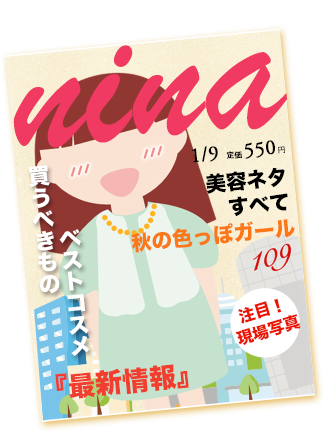 nina
1/9 定価550円
美容ネタ
すべて
秋の色っぽガール
109
買うべきもの
ベストコスメ
注目！
現場写真
『最新情報』